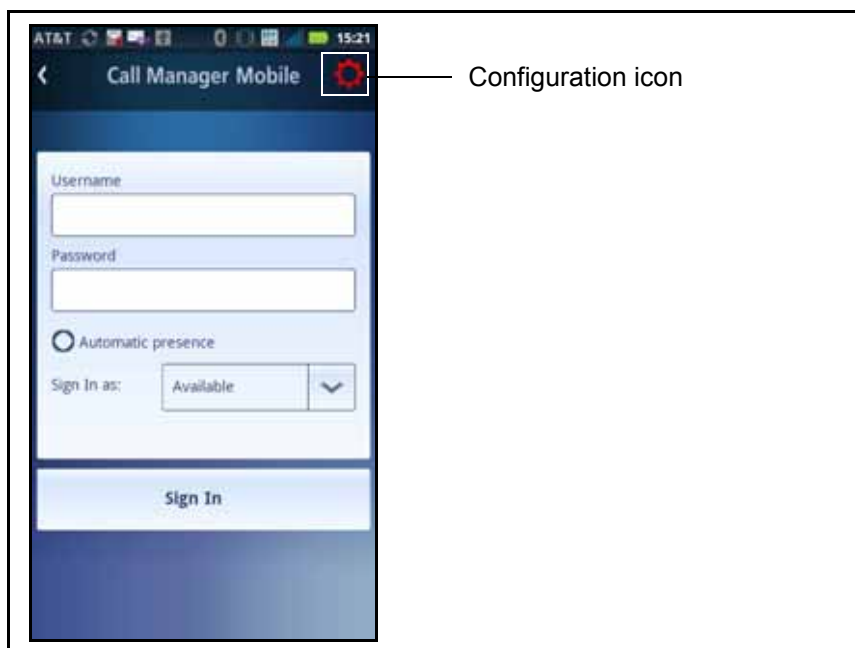 AT&T 15:21
Call Manager Mobile
Configuration icon
Username
Password
Automatic presence
Sign In as: Available
Sign In